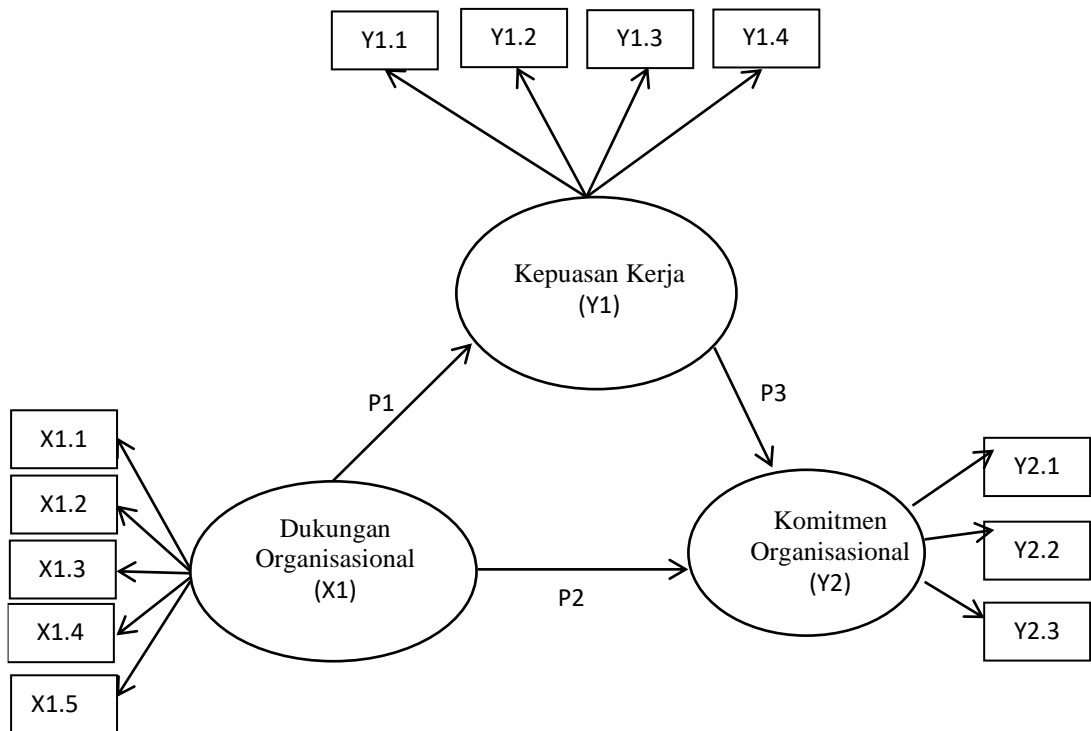 Y1.1
Y1.2
Y1.3
Y1.4
Kepuasan Kerja
(Y1)
P1
P3
X1.1
X1.2
X1.3
X1.4
X1.5
Dukungan
Organisasional
(X1)
P2
Komitmen
Organisasional
(Y2)
Y2.1
Y2.2
Y2.3